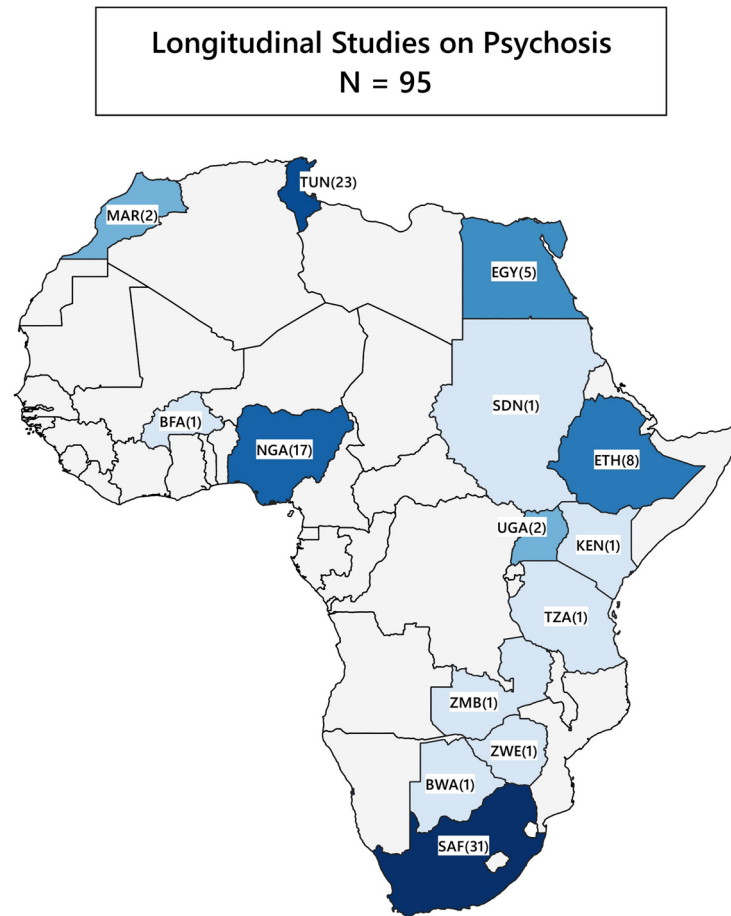 Longitudinal Studies on Psychosis
N = 95
TUN(23)
MAR(2)
EGY(5)
SDN(1)
BFA(1)
NGA(17)
ETH(8)
UGA(2)
KEN(1)
TZA(1)
ZMB(1)
ZWE(1)
BWA(1)
SAF(31)